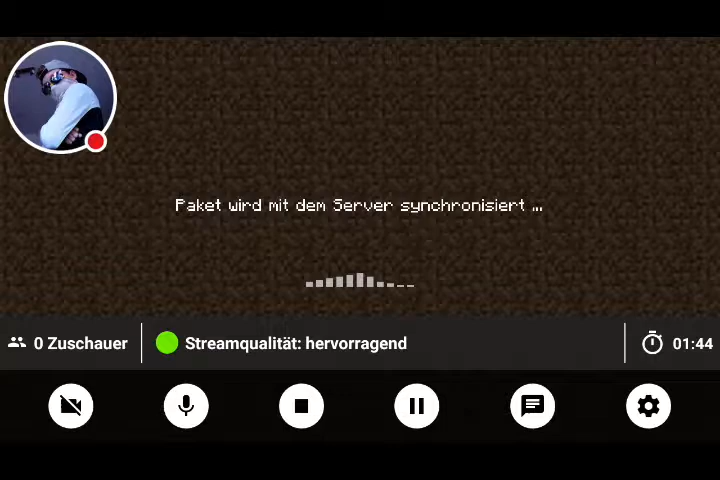 Paket wird mit dem Server synchronisiert ...
0 Zuschauer
Streamqualität: hervorragend
01:44